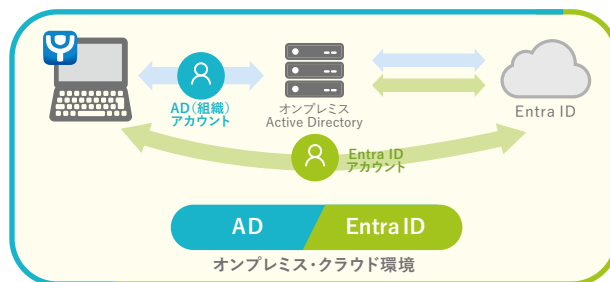 AD(組織)
アカウント
オンプレミス
Active Directory
Entra ID
Entra ID
アカウント
AD
Entra ID
オンプレミス・クラウド環境